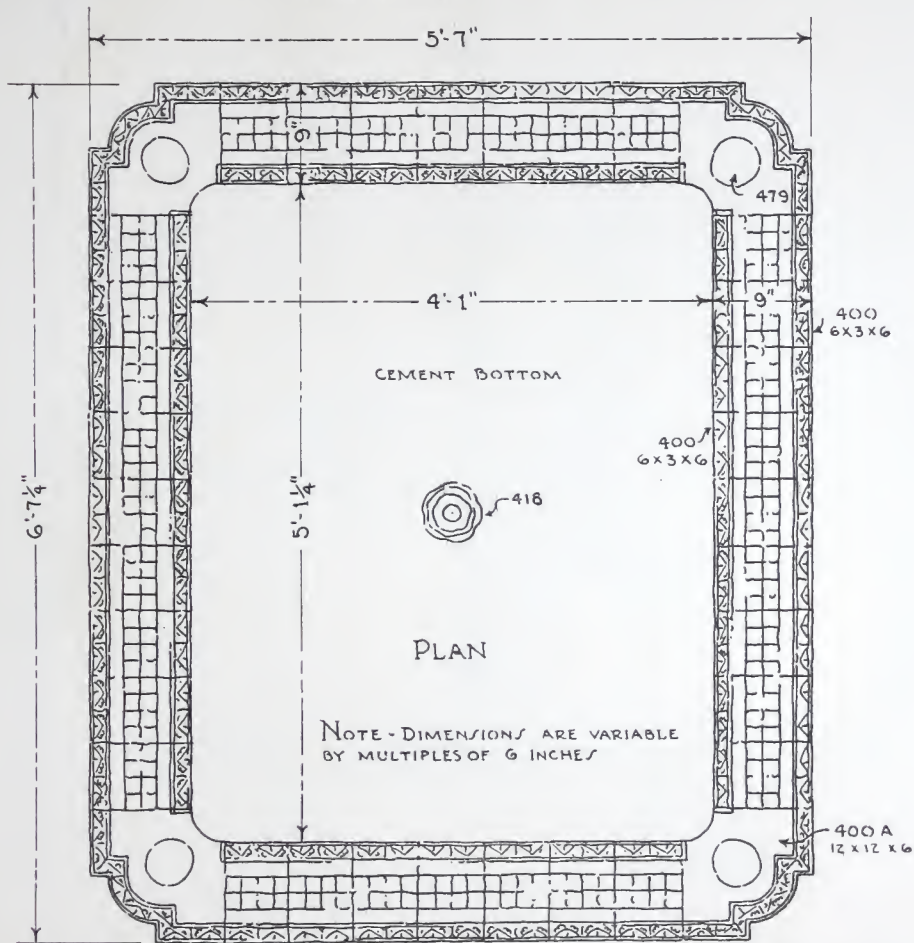 5'-7"
9"
479
4'-1"
9"
400
6x3x6
CEMENT BOTTOM
400
6x3x6
6'-7¼"
5'-1¼"
418
PLAN
NOTE - DIMENSIONS ARE VARIABLE
BY MULTIPLES OF 6 INCHES
400A
12 x 12 x 6